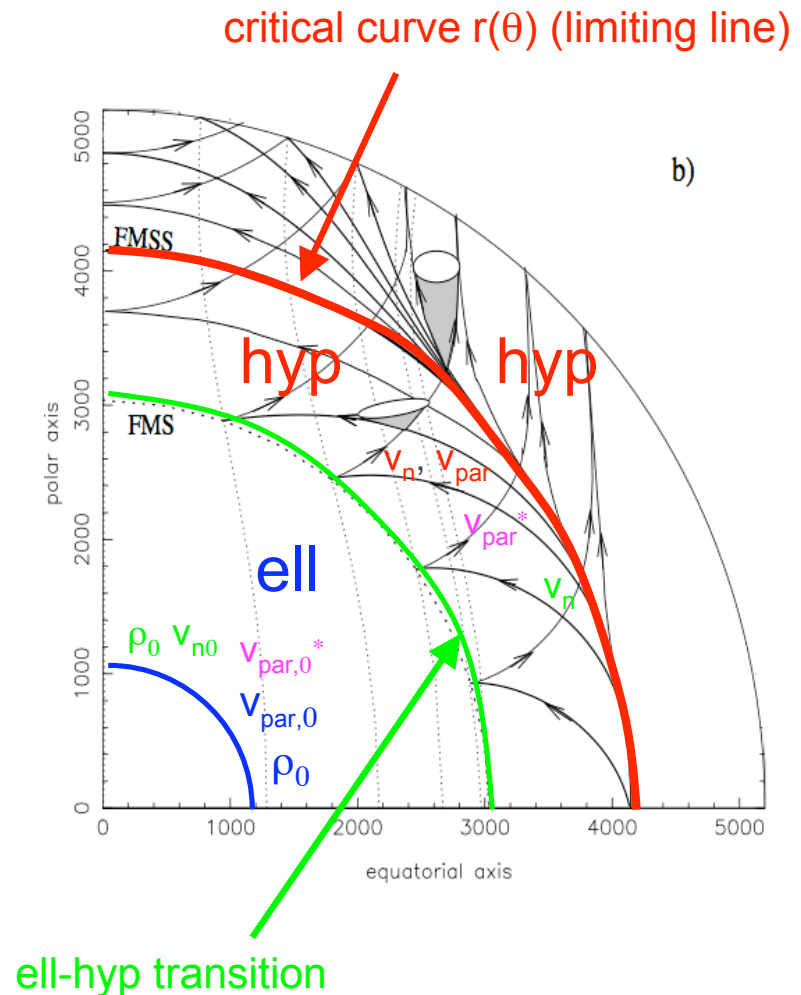 critical curve r(θ) (limiting line)
b)
5000
4000
3000
2000
1000
0
polar axis
FMSS
hyp hyp
FMS
v_n, v_par
v_par*
v_n
ell
ρ_0 v_n0 v_par,0*
v_par,0
ρ_0
0 1000 2000 3000 4000 5000
equatorial axis
ell-hyp transition